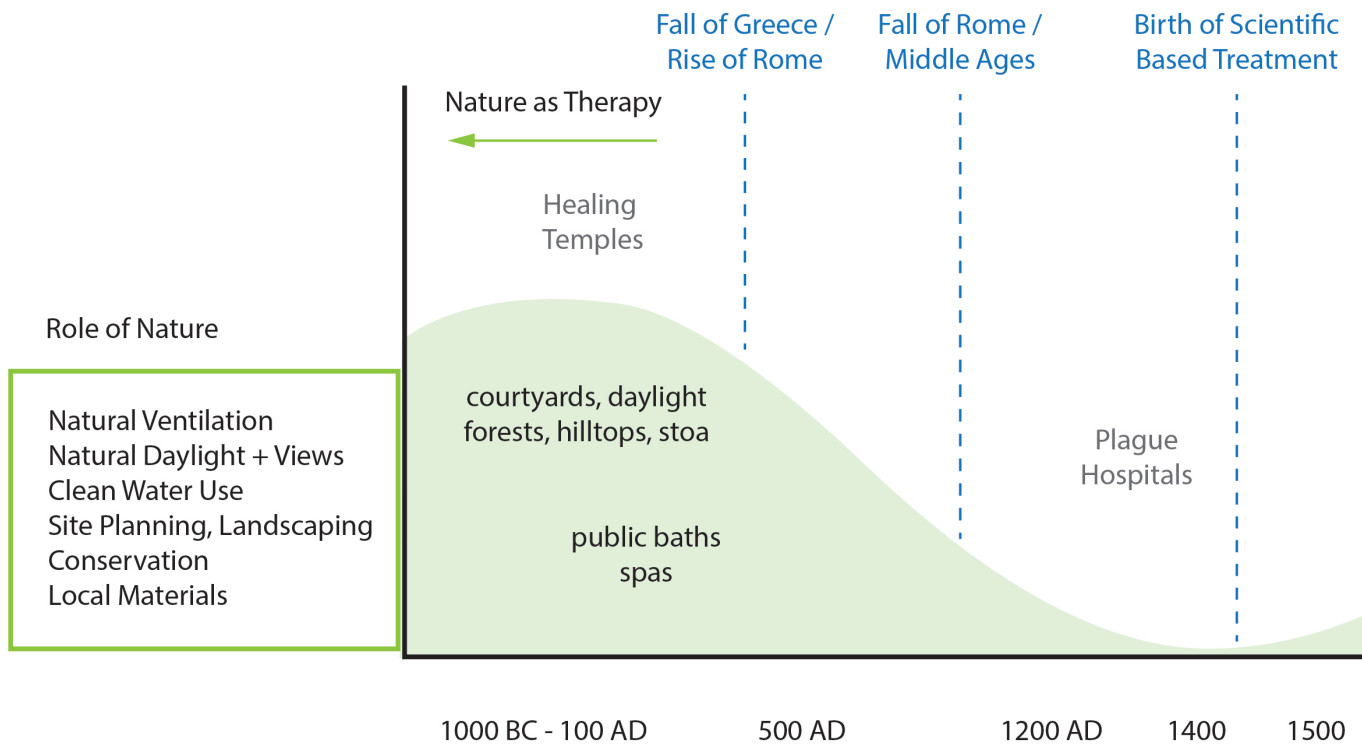 Fall of Greece /
Rise of Rome
Fall of Rome /
Middle Ages
Birth of Scientific
Based Treatment
Nature as Therapy
Healing
Temples
Role of Nature
Natural Ventilation
Natural Daylight + Views
Clean Water Use
Site Planning, Landscaping
Conservation
Local Materials
courtyards, daylight
forests, hilltops, stoa
public baths
spas
Plague
Hospitals
1000 BC - 100 AD
500 AD
1200 AD
1400
1500